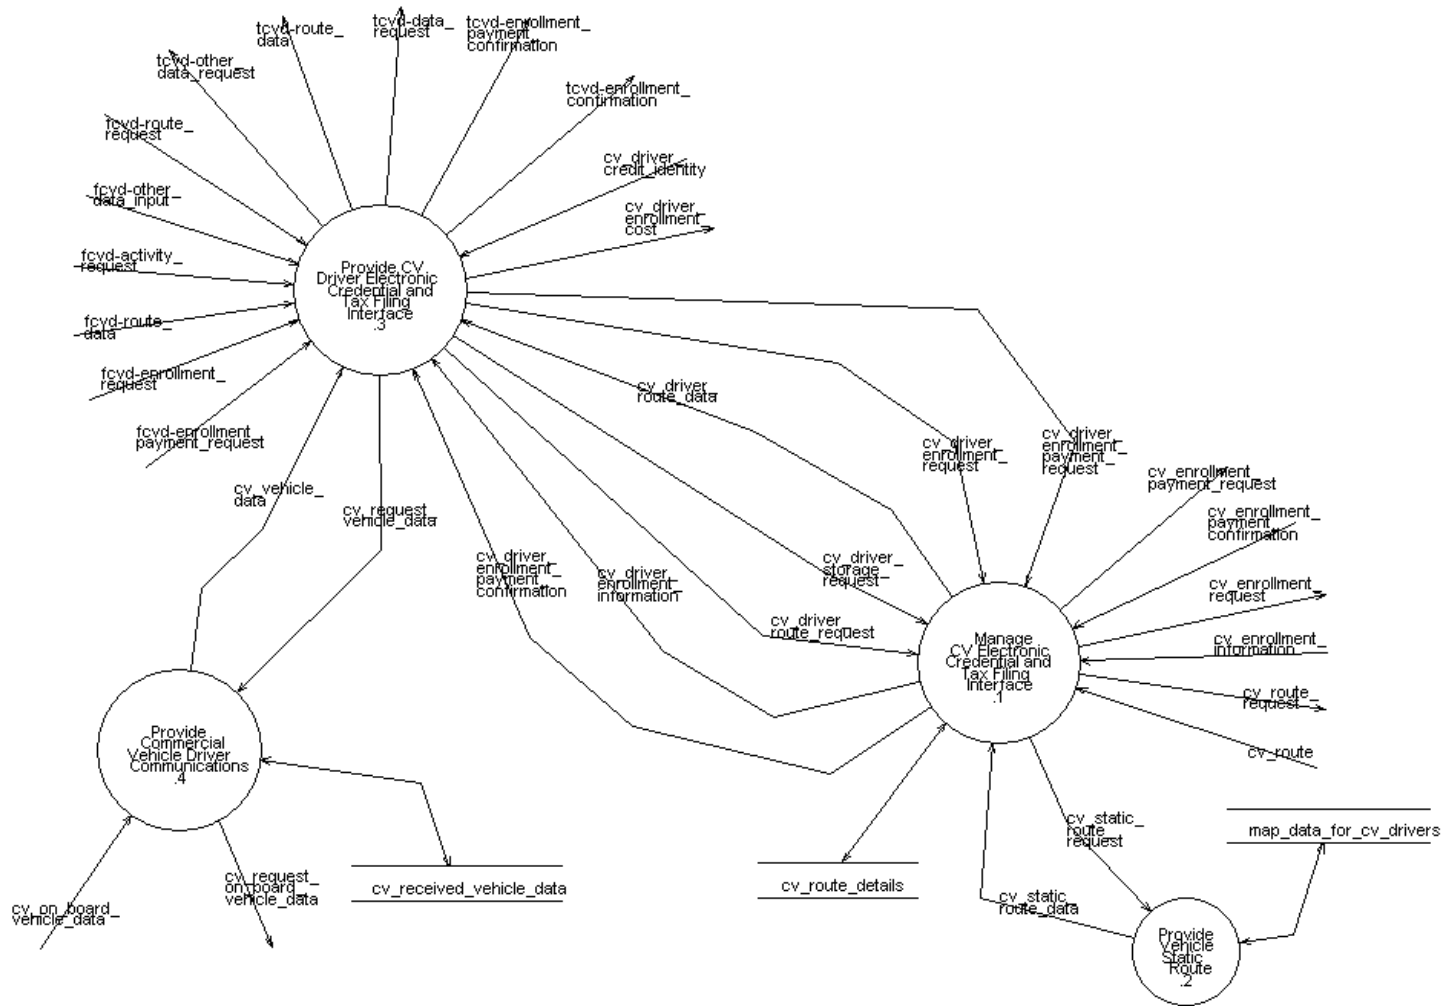 tcvd-route_
data
tcvd-data_
request
tcvd-enrollment_
payment_
confirmation
tcvd-other_
data_request
tcvd-enrollment_
confirmation
fcvd-route_
request
cv_driver_
credit_identity
fcvd-other_
data_input_
cv_driver_
enrollment_
cost
fcvd-activity_
request
Provide CV
Driver Electronic
Credential and
Tax Filing
Interface
.3
fcvd-route_
data
fcvd-enrollment_
request
fcvd-enrollment_
payment_request
cv_driver_
route_data
cv_driver_
enrollment_
request
cv_driver_
enrollment_
payment_
request
cv_enrollment_
payment_request
cv_vehicle_
data
cv_request_
vehicle_data
cv_enrollment_
payment_
confirmation
cv_driver_
enrollment_
payment_
confirmation
cv_driver_
enrollment_
information
cv_driver_
storage_
request_
cv_enrollment_
request
cv_driver_
route_request
Manage
CV Electronic
Credential and
Tax Filing
Interface
.1
cv_enrollment_
information
cv_route_
request
cv_route
Provide
Commercial
Vehicle Driver
Communications
.4
cv_static_
route_
request
map_data_for_cv_drivers
cv_request_
on_board_
vehicle_data
cv_received_vehicle_data
cv_route_details
cv_on_board_
vehicle_data
cv_static_
route_data
Provide
Vehicle
Static_
Route
.2